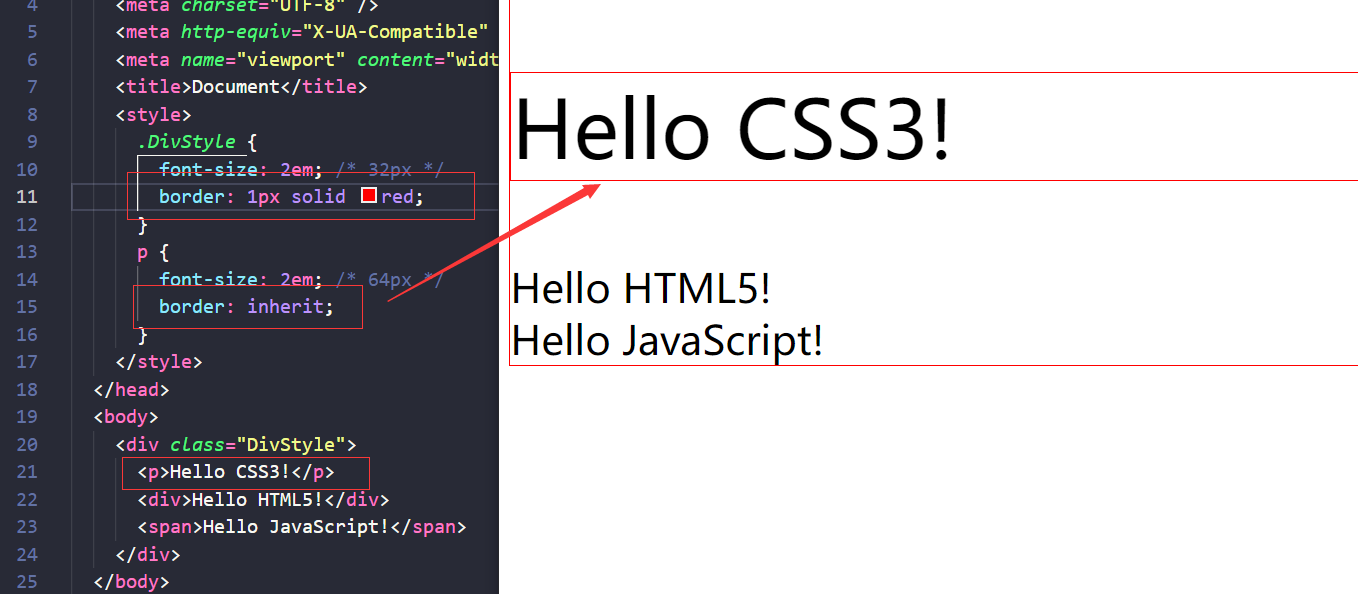 4 <meta charset="UTF-8" />
5 <meta http-equiv="X-UA-Compatible"
6 <meta name="viewport" content="widt
7 <title>Document</title>
8 <style>
9 .DivStyle {
10 font-size: 2em; /* 32px */
11 border: 1px solid red;
12 }
13 p {
14 font-size: 2em; /* 64px */
15 border: inherit;
16 }
17 </style>
18 </head>
19 <body>
20 <div class="DivStyle">
21 <p>Hello CSS3!</p>
22 <div>Hello HTML5!</div>
23 <span>Hello JavaScript!</span>
24 </div>
25 </body>
Hello CSS3!
Hello HTML5!
Hello JavaScript!